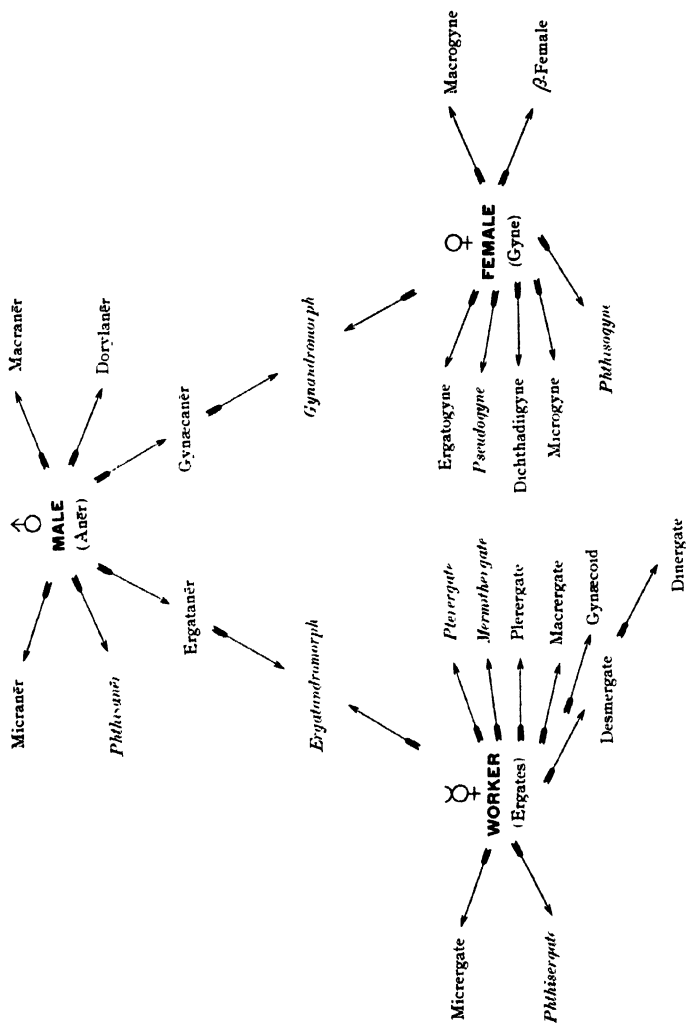 Macranēr
Micranēr
♂
MALE
(Anēr)
Dorylanēr
Phthisanēr
Ergatanēr
Gynæcanēr
Ergatandromorph
Gynandromorph
Macrogyne
β-Female
♀
FEMALE
(Gyne)
Ergatogyne
Pseudogyne
Dichthadiigyne
Microgyne
Phthisogyne
☿
WORKER
(Ergates)
Micrergate
Phthisergate
Pterergate
Mermithergate
Plerergate
Macrergate
Gynæcoid
Desmergate
Dinergate